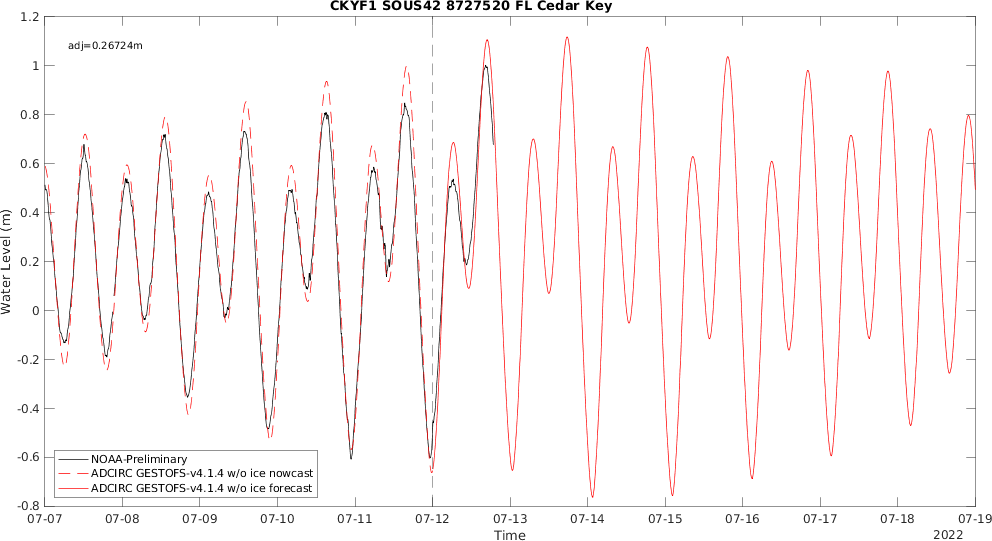 CKYF1 SOUS42 8727520 FL Cedar Key
adj=0.26724m
1.2
1
0.8
0.6
0.4
0.2
0
-0.2
-0.4
-0.6
-0.8
Water Level (m)
NOAA-Preliminary
ADCIRC GESTOFS-v4.1.4 w/o ice nowcast
ADCIRC GESTOFS-v4.1.4 w/o ice forecast
07-07 07-08 07-09 07-10 07-11 07-12 07-13 07-14 07-15 07-16 07-17 07-18 07-19
Time
2022